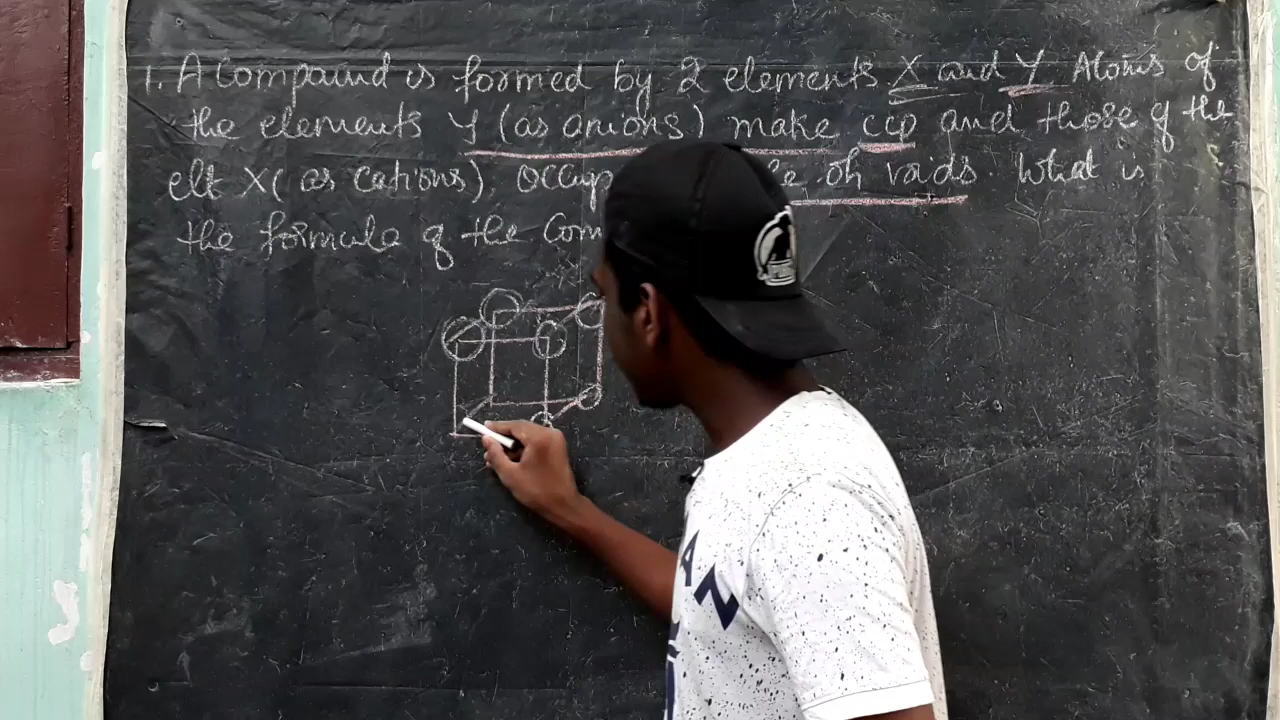 1. A Compound is formed by 2 elements X and Y Atoms of
the elements Y (as anions) make ccp and those of the
elt X (as cations), occup oh voids What is
the formula of the Com
A
Z